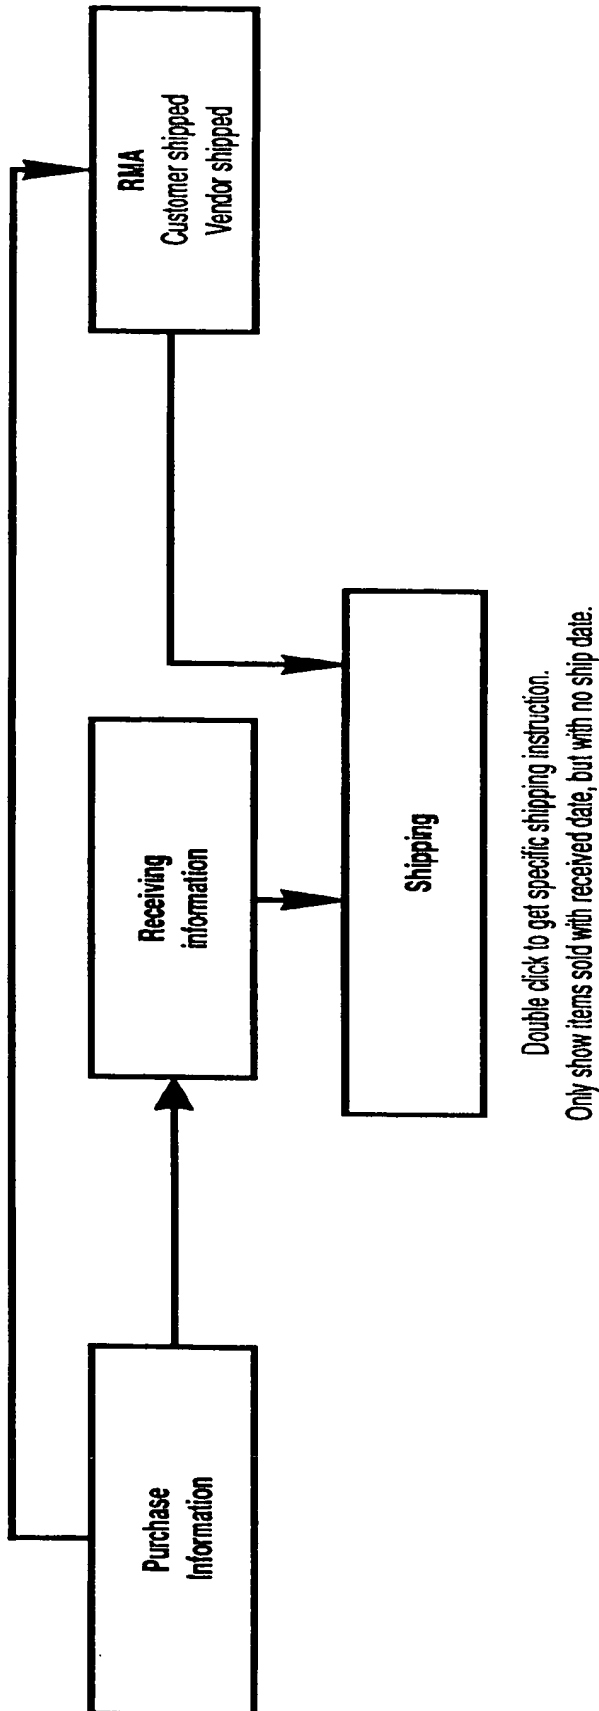 Purchase
Information
Receiving
information
RMA
Customer shipped
Vendor shipped
Shipping
Double click to get specific shipping instruction.
Only show items sold with received date, but with no ship date.